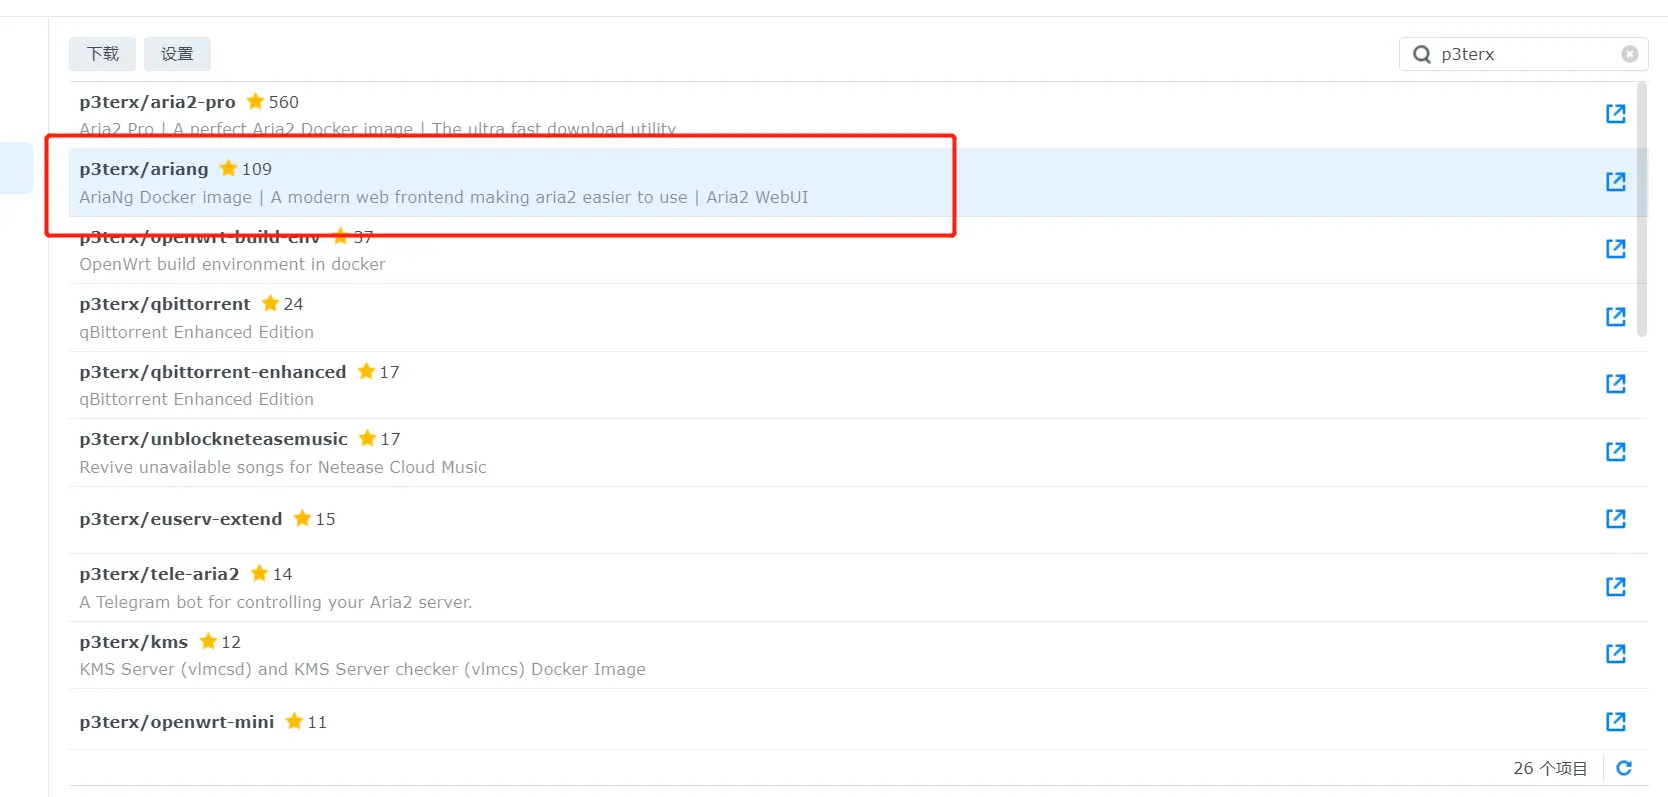 下载 设置 p3terx
p3terx/aria2-pro 560
Aria2 Pro | A perfect Aria2 Docker image | The ultra fast download utility
p3terx/ariang 109
AriaNg Docker image | A modern web frontend making aria2 easier to use | Aria2 WebUI
p3terx/openwrt-build-env 37
OpenWrt build environment in docker
p3terx/qbittorrent 24
qBittorrent Enhanced Edition
p3terx/qbittorrent-enhanced 17
qBittorrent Enhanced Edition
p3terx/unblockneteasemusic 17
Revive unavailable songs for Netease Cloud Music
p3terx/euserv-extend 15
p3terx/tele-aria2 14
A Telegram bot for controlling your Aria2 server.
p3terx/kms 12
KMS Server (vlmcsd) and KMS Server checker (vlmcs) Docker Image
p3terx/openwrt-mini 11
26 个项目